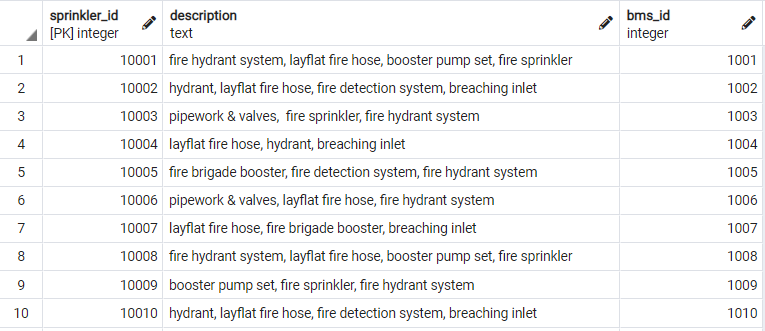 sprinkler_id description bms_id
[PK] integer text integer
1 10001 fire hydrant system, layflat fire hose, booster pump set, fire sprinkler 1001
2 10002 hydrant, layflat fire hose, fire detection system, breaching inlet 1002
3 10003 pipework & valves,  fire sprinkler, fire hydrant system 1003
4 10004 layflat fire hose, hydrant, breaching inlet 1004
5 10005 fire brigade booster, fire detection system, fire hydrant system 1005
6 10006 pipework & valves, layflat fire hose, fire hydrant system 1006
7 10007 layflat fire hose, fire brigade booster, breaching inlet 1007
8 10008 fire hydrant system, layflat fire hose, booster pump set, fire sprinkler 1008
9 10009 booster pump set, fire sprinkler, fire hydrant system 1009
10 10010 hydrant, layflat fire hose, fire detection system, breaching inlet 1010